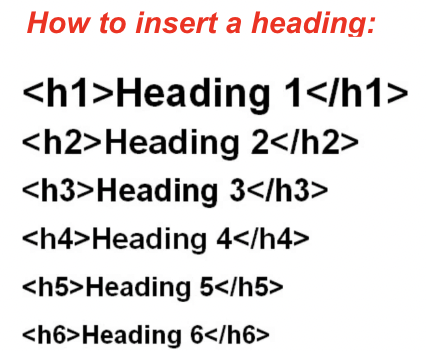 How to insert a heading:
<h1>Heading 1</h1>
<h2>Heading 2</h2>
<h3>Heading 3</h3>
<h4>Heading 4</h4>
<h5>Heading 5</h5>
<h6>Heading 6</h6>